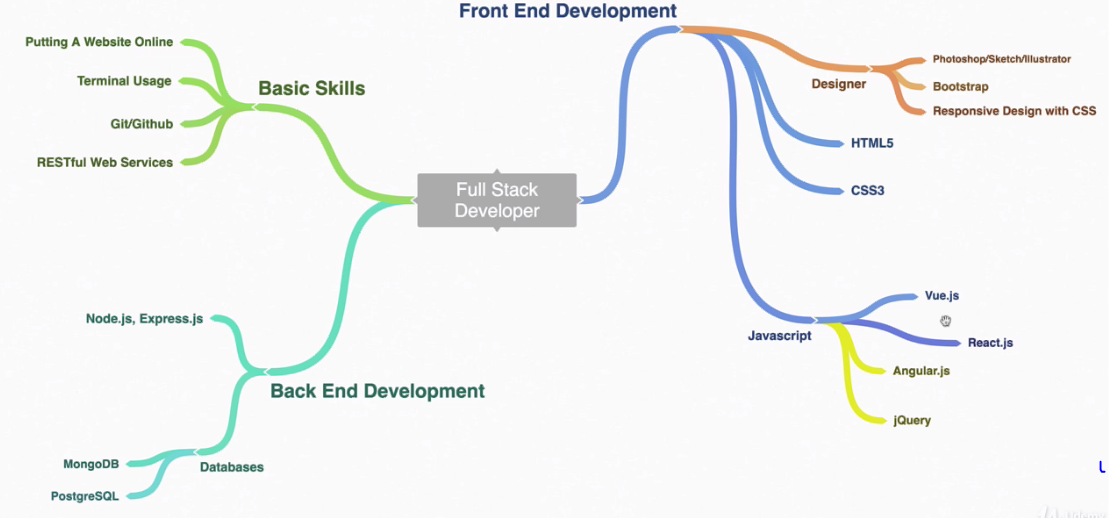 Front End Development
Putting A Website Online
Terminal Usage
Git/Github
RESTful Web Services
Basic Skills
Full Stack
Developer
Designer
Photoshop/Sketch/Illustrator
Bootstrap
Responsive Design with CSS
HTML5
CSS3
Javascript
Vue.js
React.js
Angular.js
jQuery
Node.js, Express.js
Back End Development
Databases
MongoDB
PostgreSQL